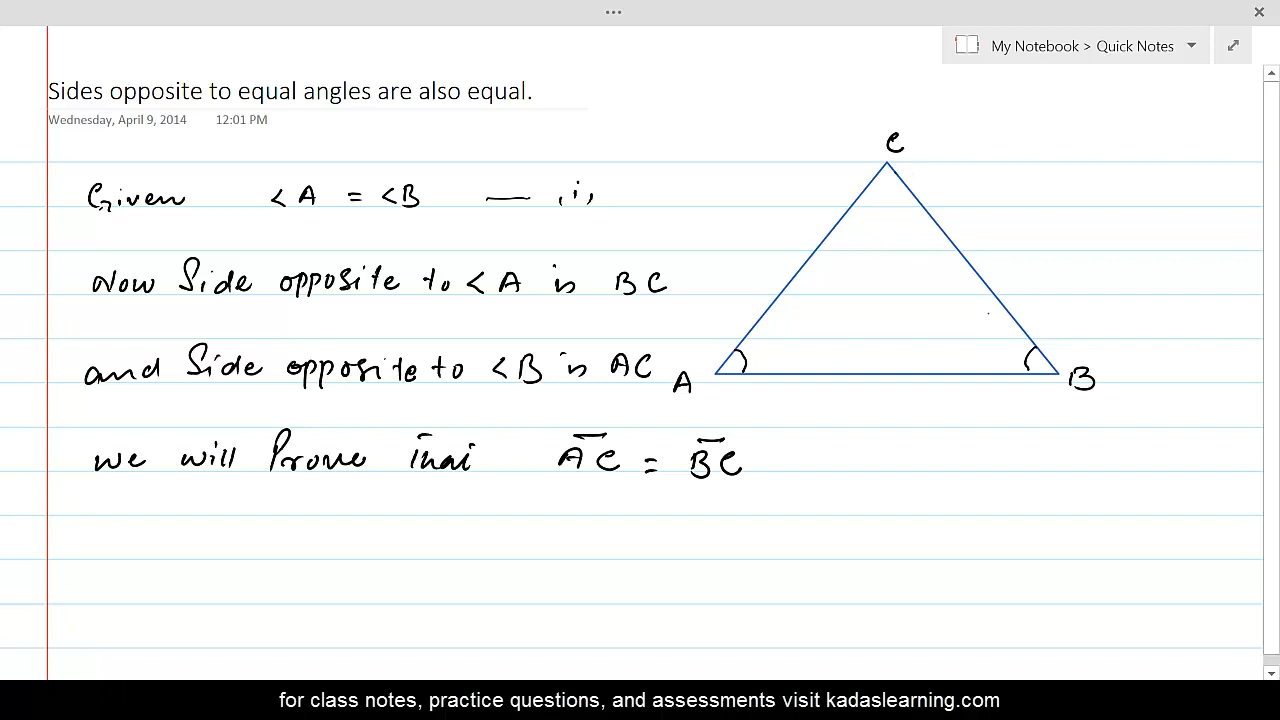 My Notebook > Quick Notes
Sides opposite to equal angles are also equal.
Wednesday, April 9, 2014 12:01 PM
C
Given <A = <B — (i)
Now Side opposite to <A is BC
and Side opposite to <B is AC
A
B
We will Prove that A̅C̅ = B̅C̅
for class notes, practice questions, and assessments visit kadaslearning.com